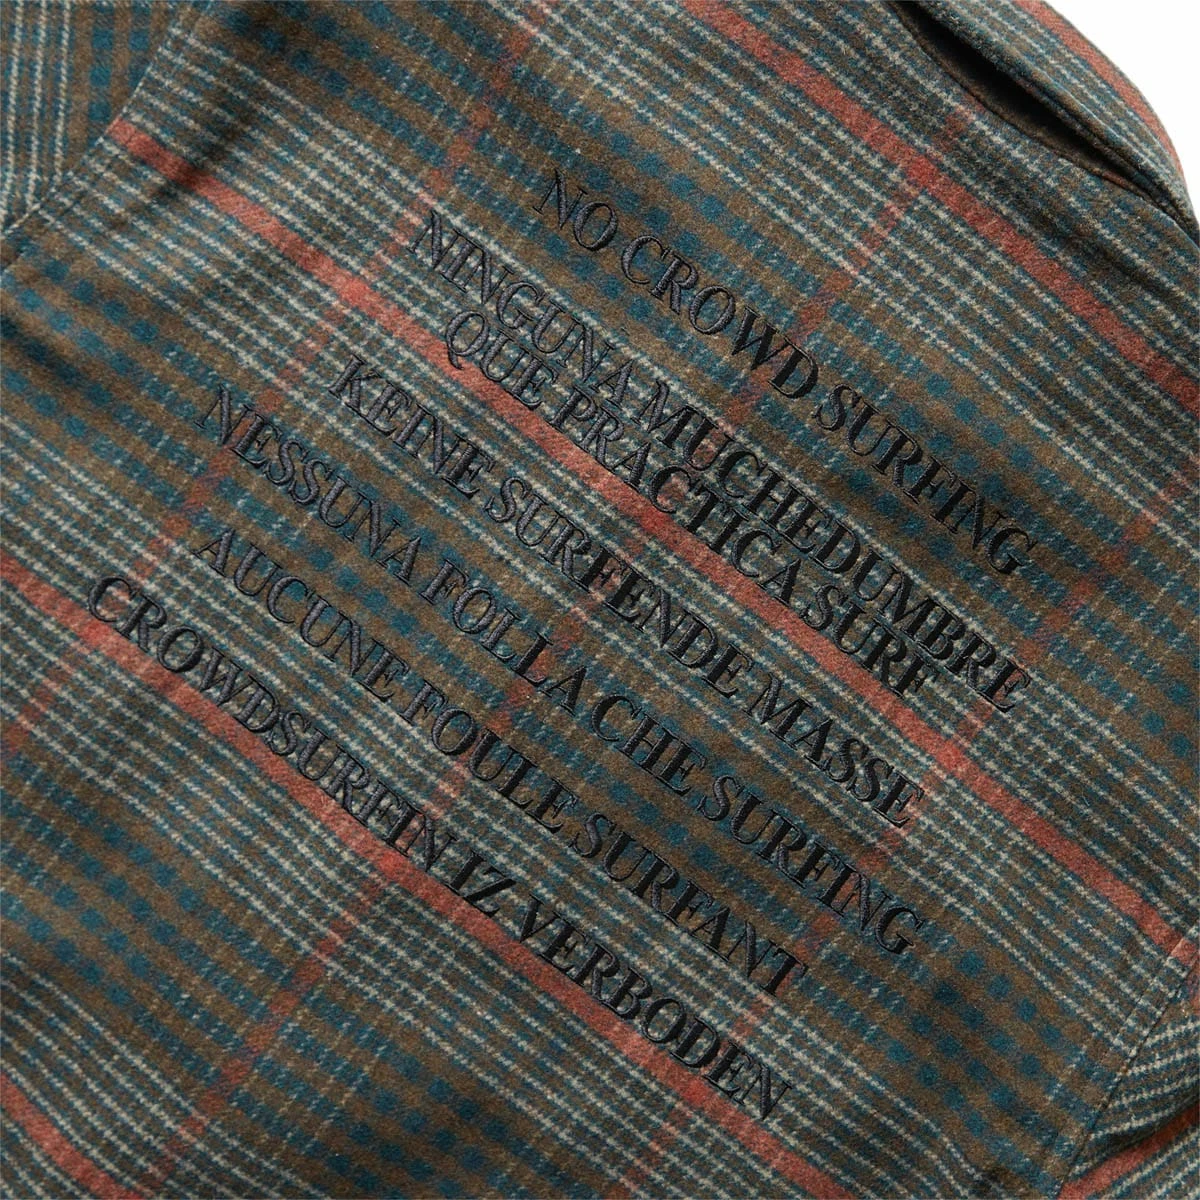 NO CROWD SURFING
NINGUNA MUCHEDUMBRE
QUE PRACTICA SURF
KEINE SURFENDE MASSE
NESSUNA FOLLA CHE SURFING
AUCUNE FOULE SURFANT
CROWDSURFIN IZ VERBODEN